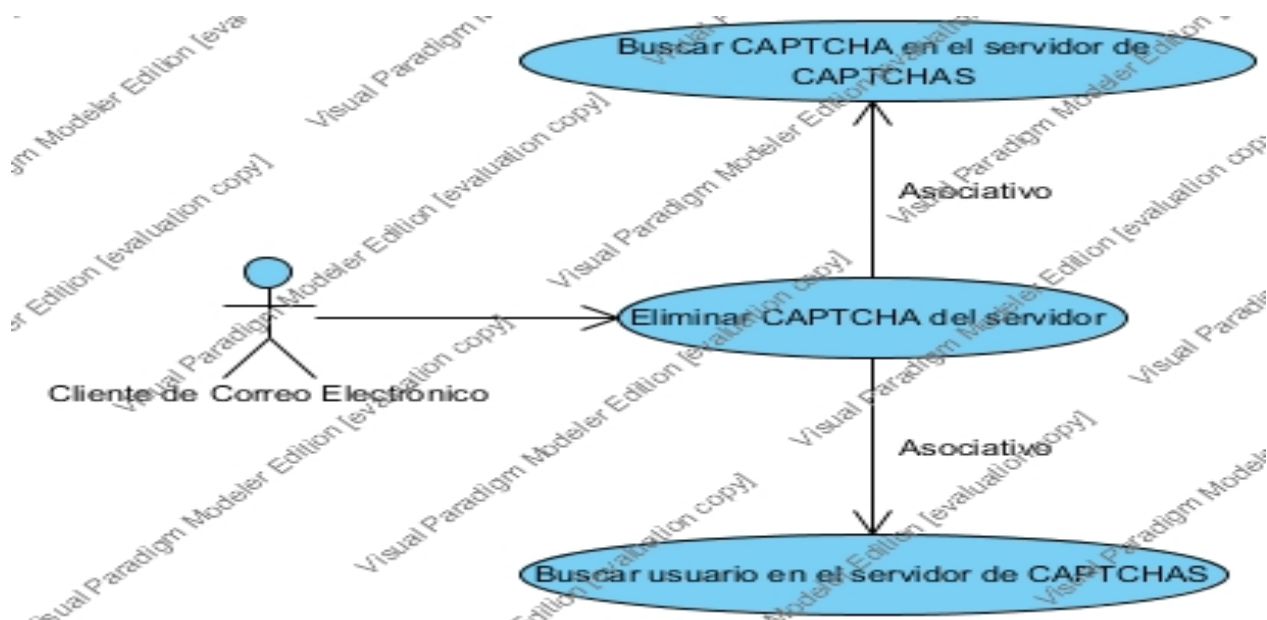 Buscar CAPTCHA en el servidor de
CAPTCHAS
Asociativo
Eliminar CAPTCHA del servidor
Cliente de Correo Electrónico
Asociativo
Buscar usuario en el servidor de CAPTCHAS
Visual Paradigm Modeler Edition [evaluation copy]